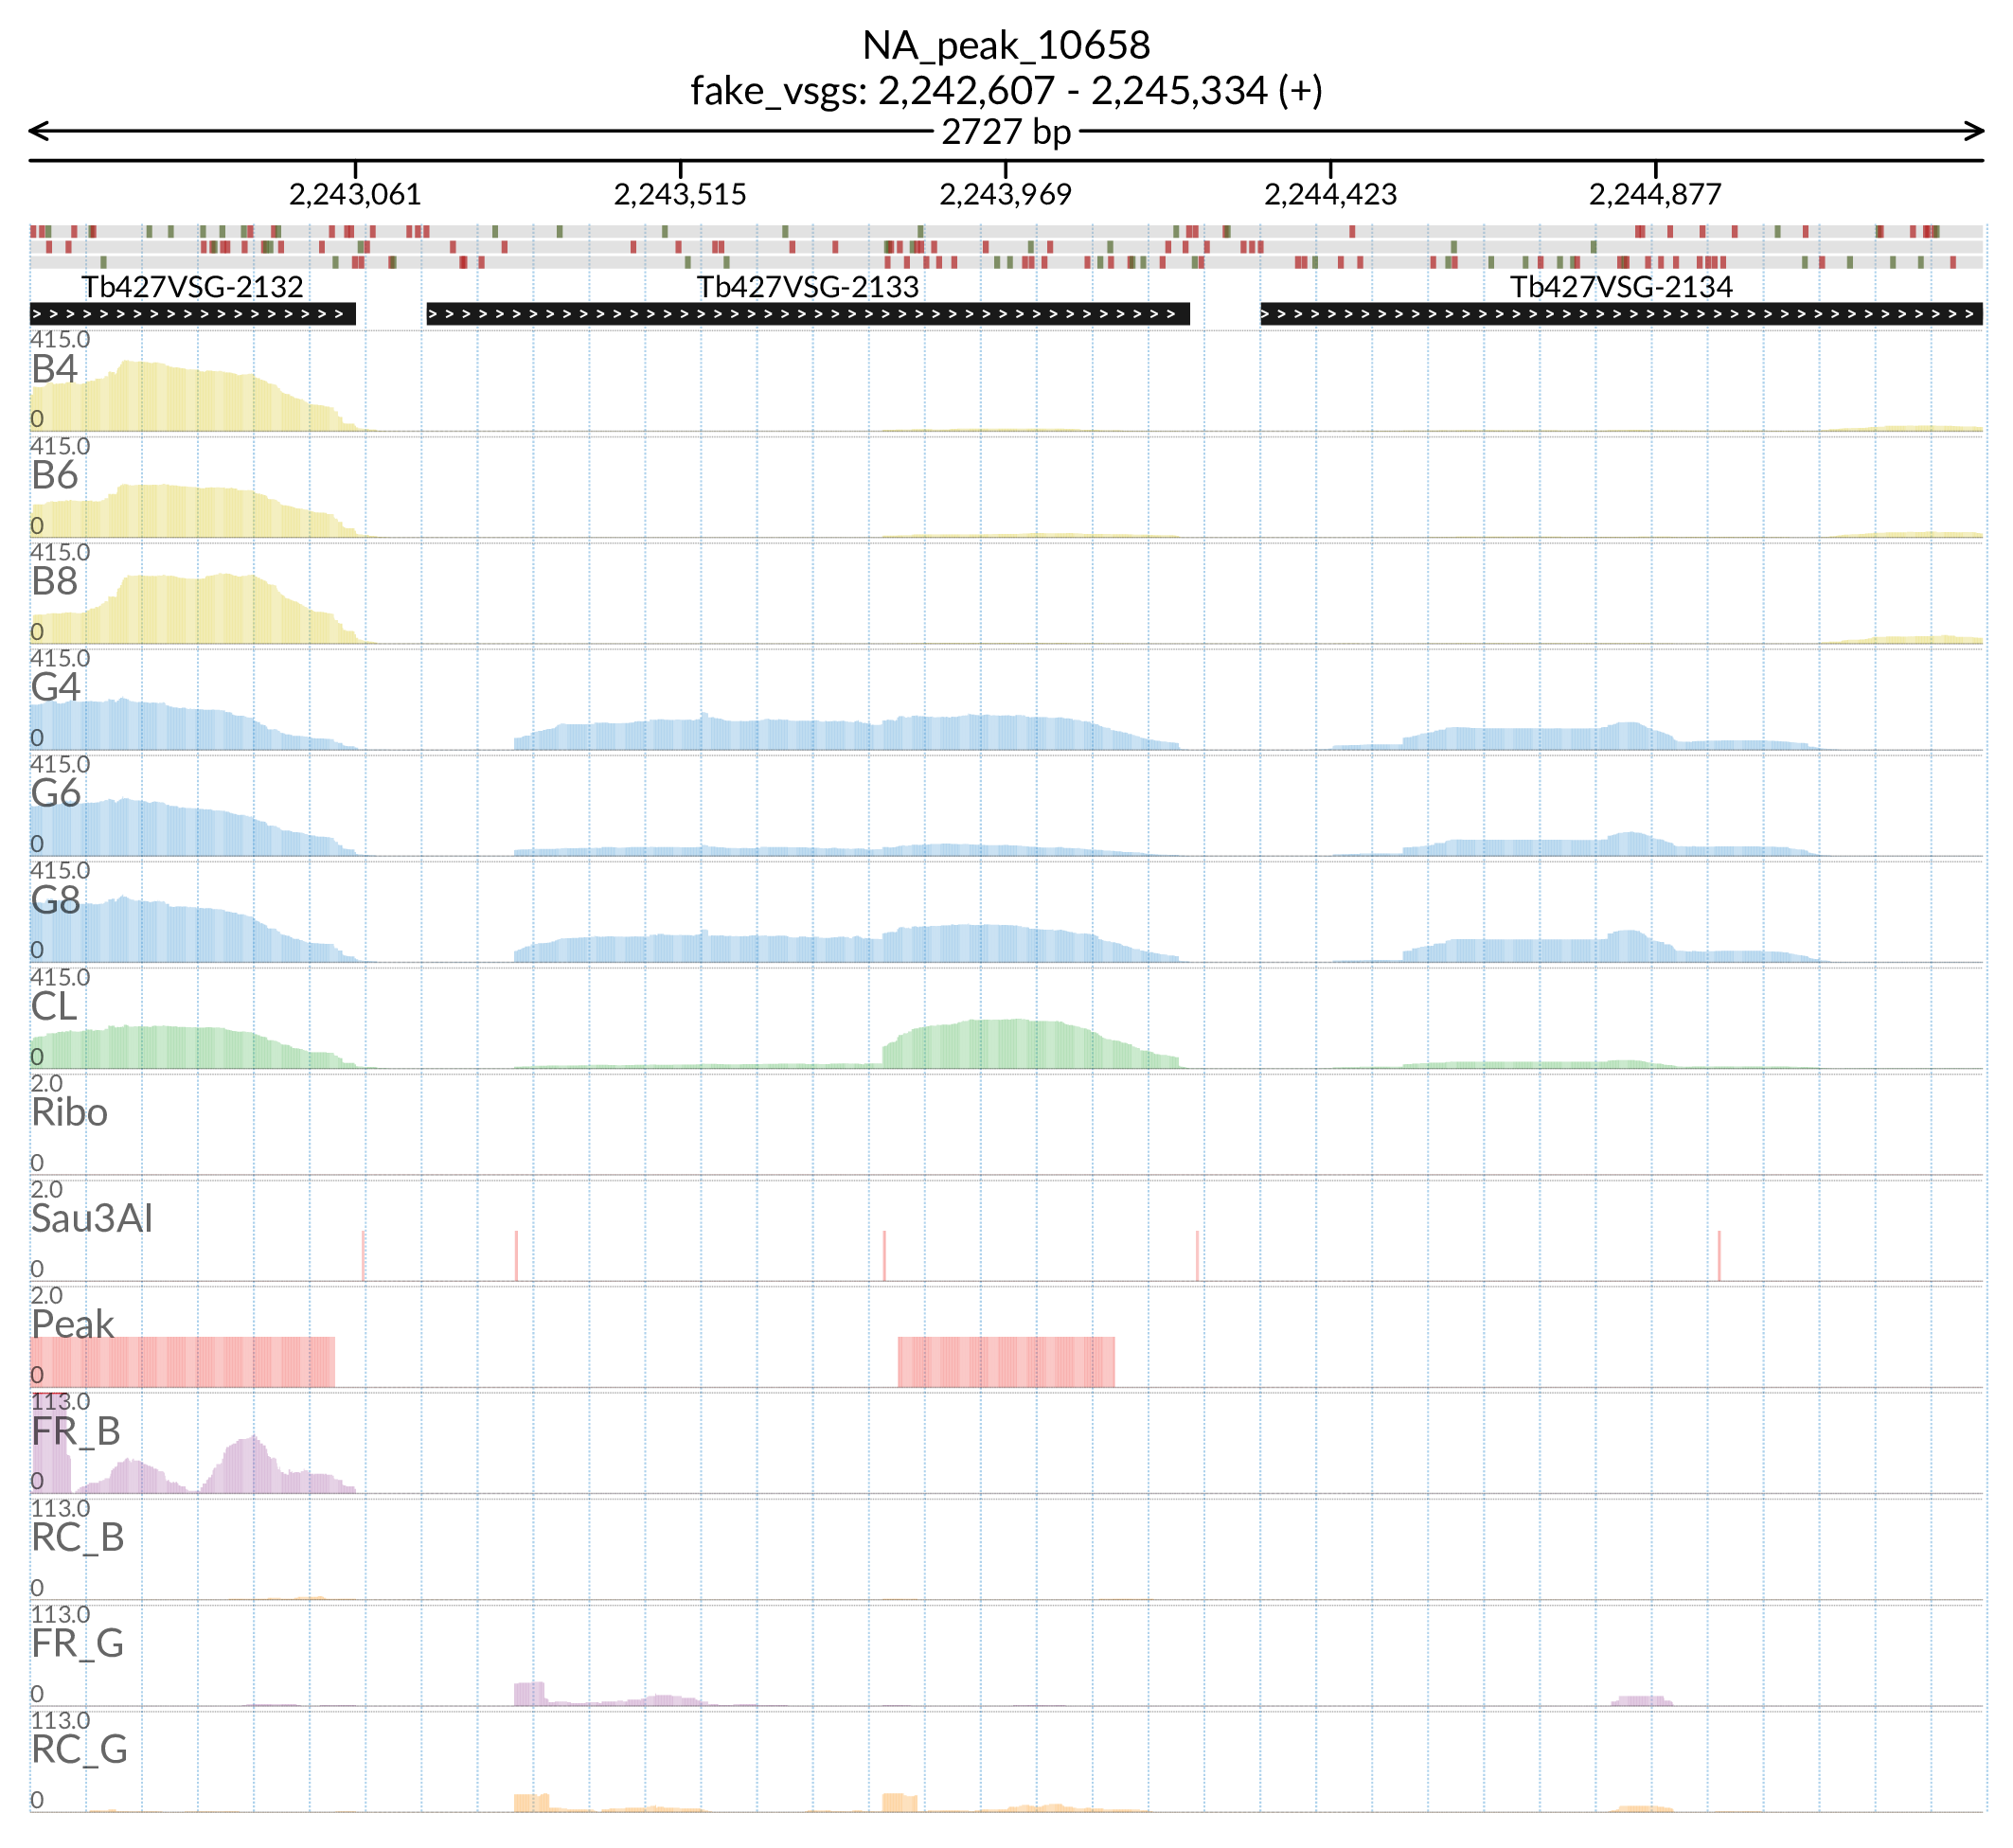 NA_peak_10658
fake_vsgs: 2,242,607 - 2,245,334 (+)
2727 bp
2,243,061 2,243,515 2,243,969 2,244,423 2,244,877
Tb427VSG-2132 Tb427VSG-2133 Tb427VSG-2134
415.0
B4
0
415.0
B6
0
415.0
B8
0
415.0
G4
0
415.0
G6
0
415.0
G8
0
415.0
CL
0
2.0
Ribo
0
2.0
Sau3AI
0
2.0
Peak
0
113.0
FR_B
0
113.0
RC_B
0
113.0
FR_G
0
113.0
RC_G
0